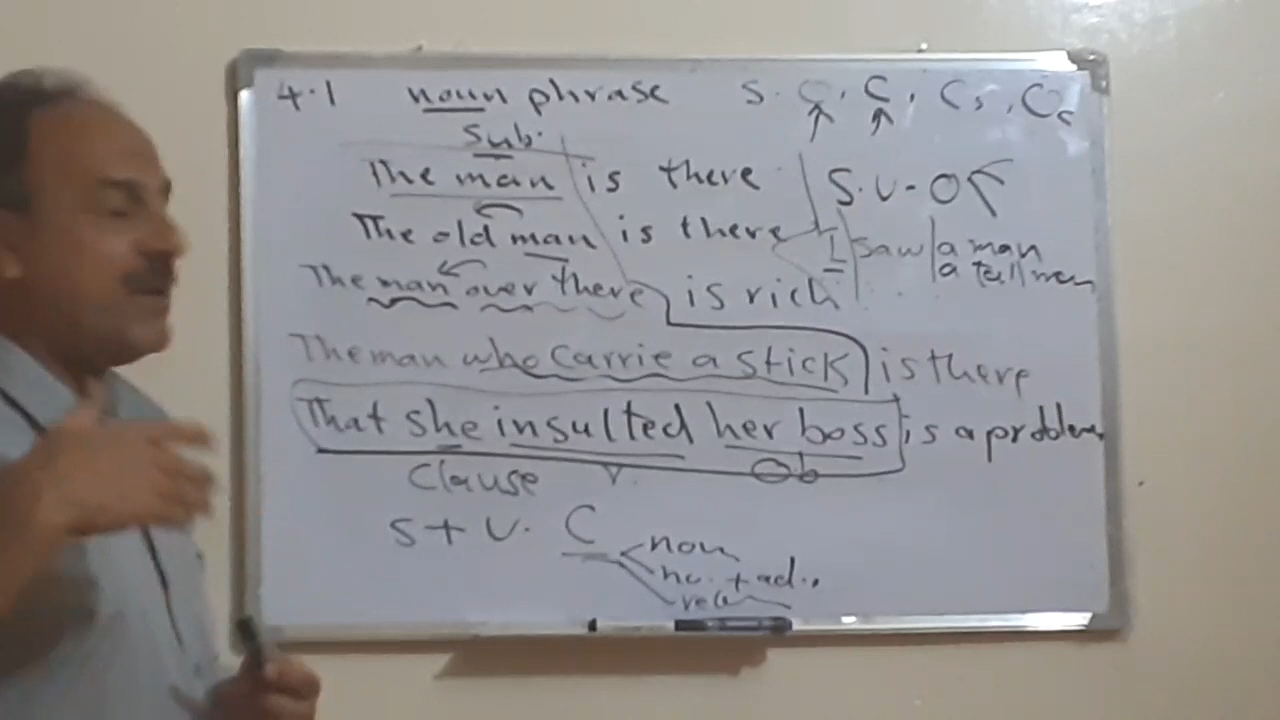 4.1 noun phrase S. C, C, Cs, Co
Sub.
The man is there
S.V-O
The old man is there
I saw a man
a tall man
The man over there is rich
The man who carrie a stick is there
That she insulted her boss is a problem
Clause V Ob
S + V. C
noun
+ ad..